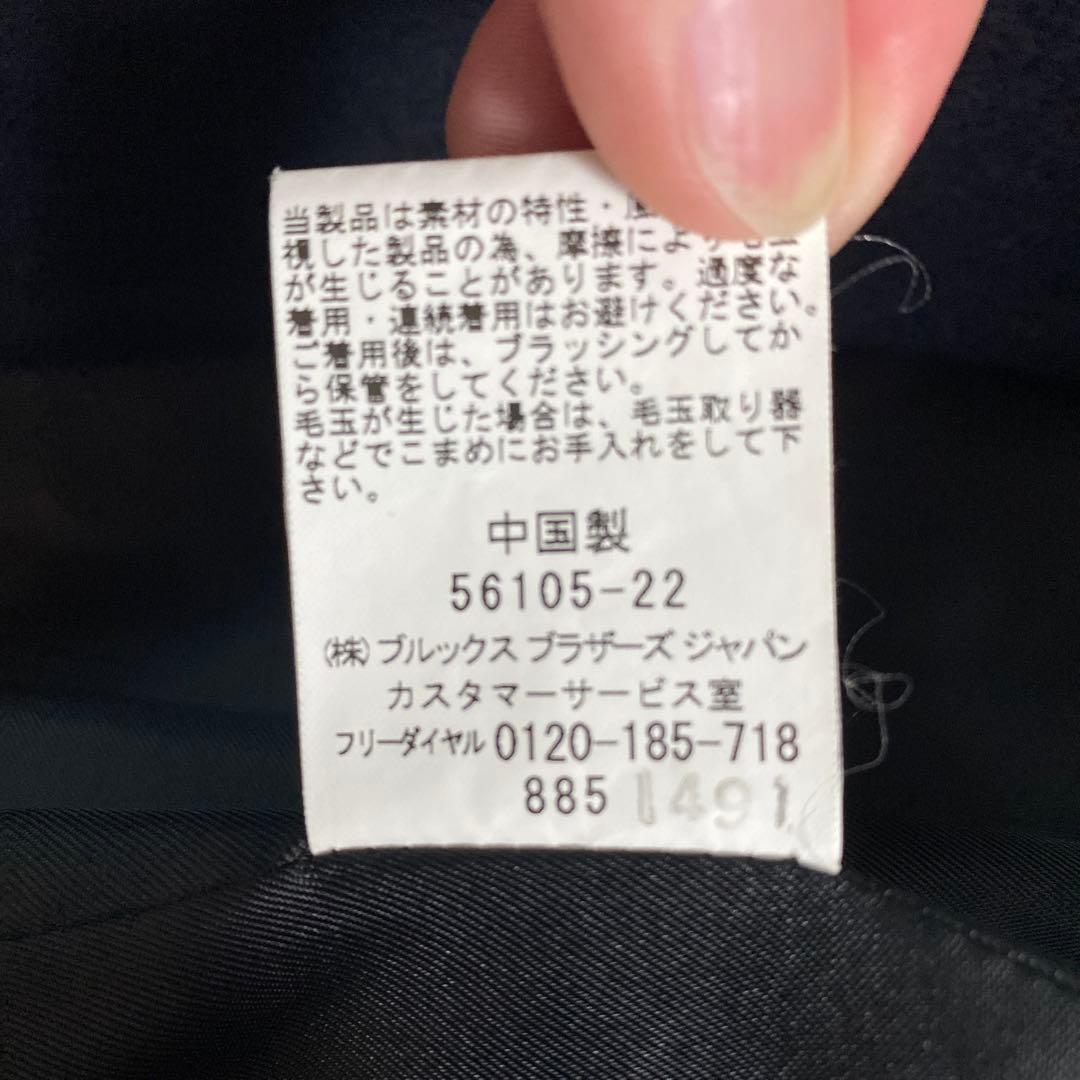 当製品は素材の特性・風
視した製品の為、摩擦により毛玉
が生じることがあります。過度な
着用・連続着用はお避けください。
ご着用後は、ブラッシングしてか
ら保管をしてください。
毛玉が生じた場合は、毛玉取り器
などでこまめにお手入れをして下
さい。
中国製
56105-22
(株)ブルックス ブラザーズ ジャパン
カスタマーサービス室
フリーダイヤル 0120-185-718
885 1491